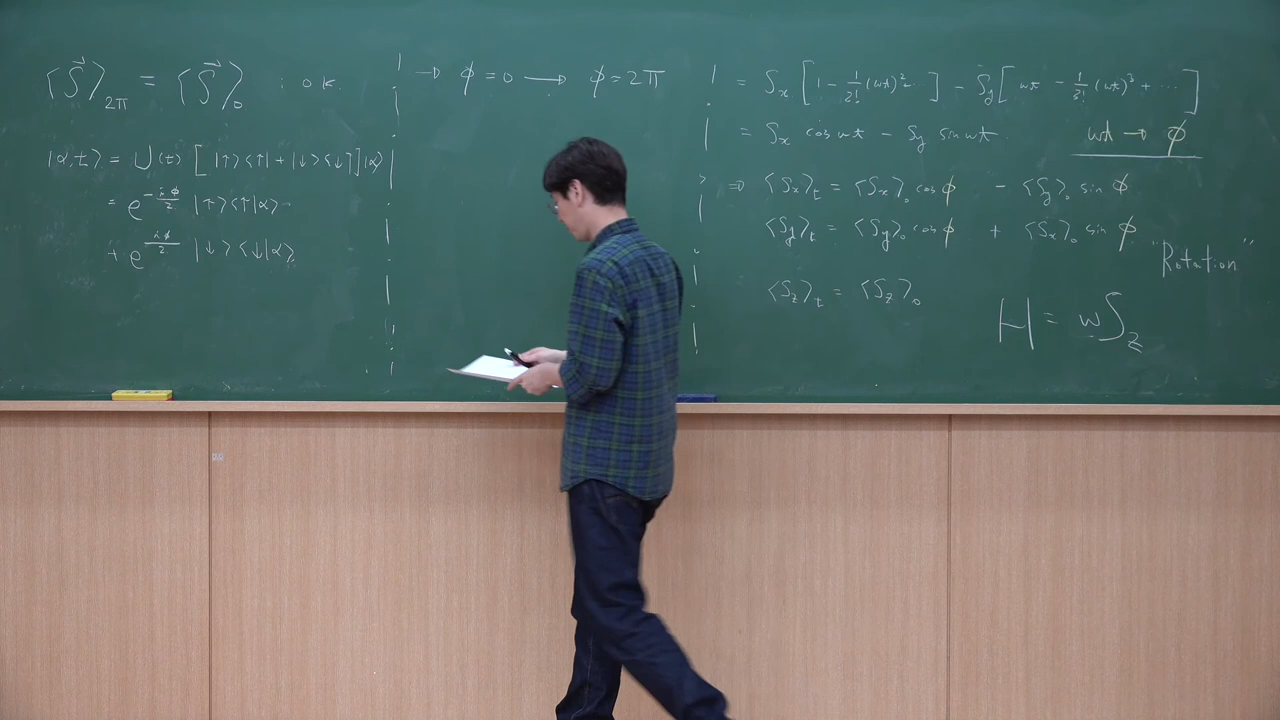 ⟨S⃗⟩_2π = ⟨S⃗⟩_0 : ok.
|α,t⟩ = U(t) [ |↑⟩⟨↑| + |↓⟩⟨↓| ] |α⟩
= e^{-iφ/2} |↑⟩⟨↑|α⟩
+ e^{iφ/2} |↓⟩⟨↓|α⟩
→ φ = 0 → φ = 2π
= S_x [ 1 - 1/2! (ωt)^2 ... ] - S_y [ ωt - 1/3! (ωt)^3 + ... ]
= S_x cos ωt - S_y sin ωt. ωt → φ
⇒ ⟨S_x⟩_t = ⟨S_x⟩_0 cos φ - ⟨S_y⟩_0 sin φ
⟨S_y⟩_t = ⟨S_y⟩_0 cos φ + ⟨S_x⟩_0 sin φ
"Rotation"
⟨S_z⟩_t = ⟨S_z⟩_0
H = ωS_z